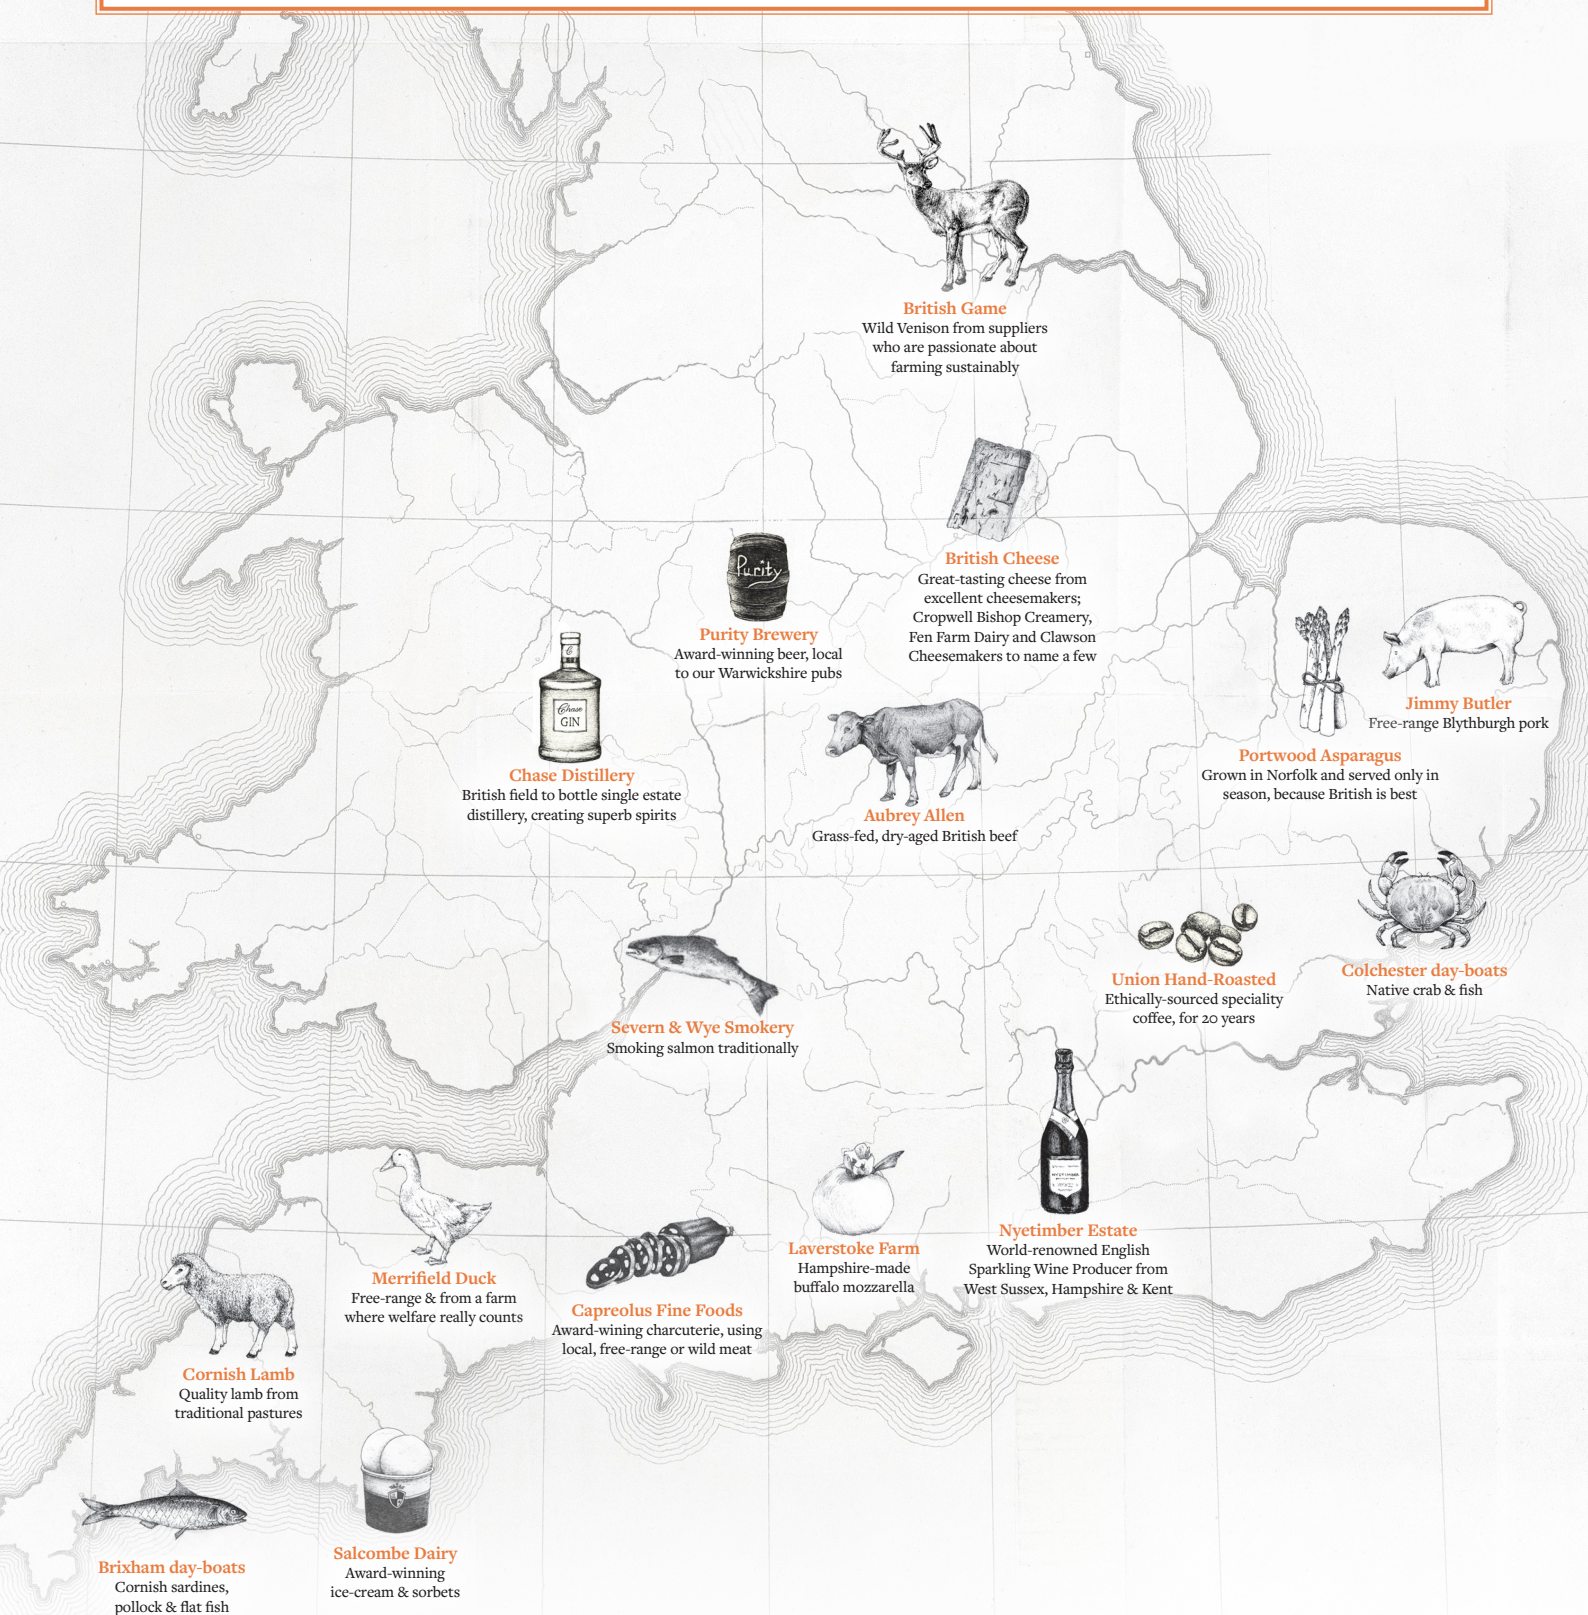 British Game
Wild Venison from suppliers
who are passionate about
farming sustainably
British Cheese
Great-tasting cheese from
excellent cheesemakers;
Cropwell Bishop Creamery,
Fen Farm Dairy and Clawson
Cheesemakers to name a few
Purity
Purity Brewery
Award-winning beer, local
to our Warwickshire pubs
Chase
GIN
Chase Distillery
British field to bottle single estate
distillery, creating superb spirits
Jimmy Butler
Free-range Blythburgh pork
Portwood Asparagus
Grown in Norfolk and served only in
season, because British is best
Aubrey Allen
Grass-fed, dry-aged British beef
Union Hand-Roasted
Ethically-sourced speciality
coffee, for 20 years
Colchester day-boats
Native crab & fish
Severn & Wye Smokery
Smoking salmon traditionally
Nyetimber Estate
World-renowned English
Sparkling Wine Producer from
West Sussex, Hampshire & Kent
Laverstoke Farm
Hampshire-made
buffalo mozzarella
Merrifield Duck
Free-range & from a farm
where welfare really counts
Capreolus Fine Foods
Award-wining charcuterie, using
local, free-range or wild meat
Cornish Lamb
Quality lamb from
traditional pastures
Salcombe Dairy
Award-winning
ice-cream & sorbets
Brixham day-boats
Cornish sardines,
pollock & flat fish